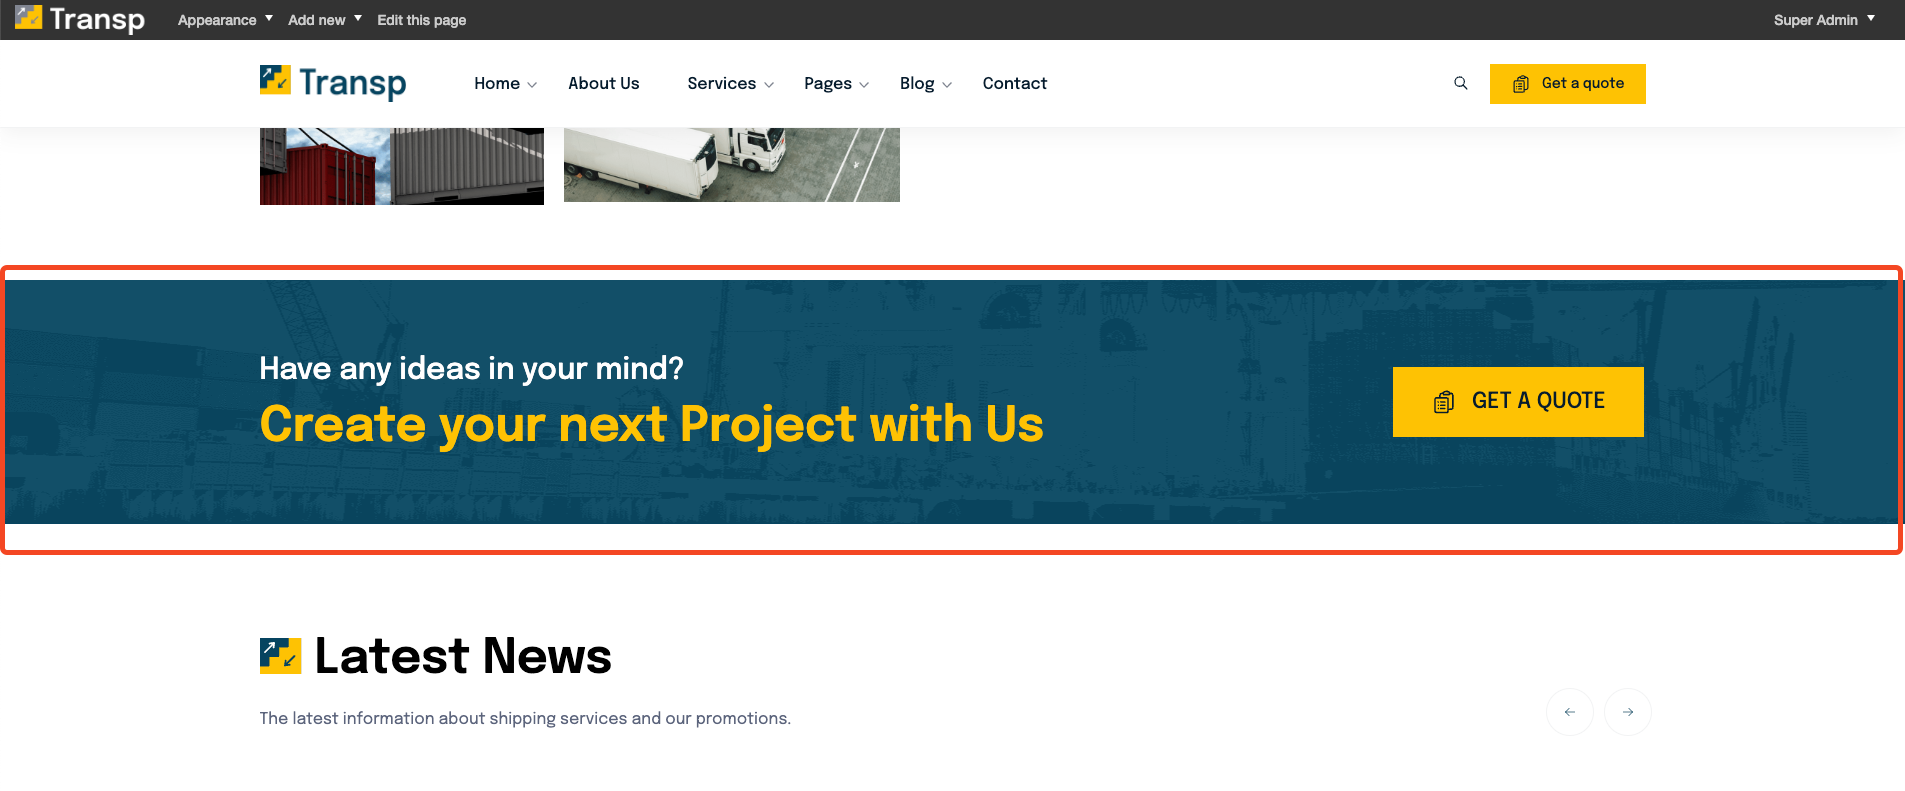 Transp Appearance Add new Edit this page Super Admin
Transp Home About Us Services Pages Blog Contact Get a quote
Have any ideas in your mind?
Create your next Project with Us
GET A QUOTE
Latest News
The latest information about shipping services and our promotions.